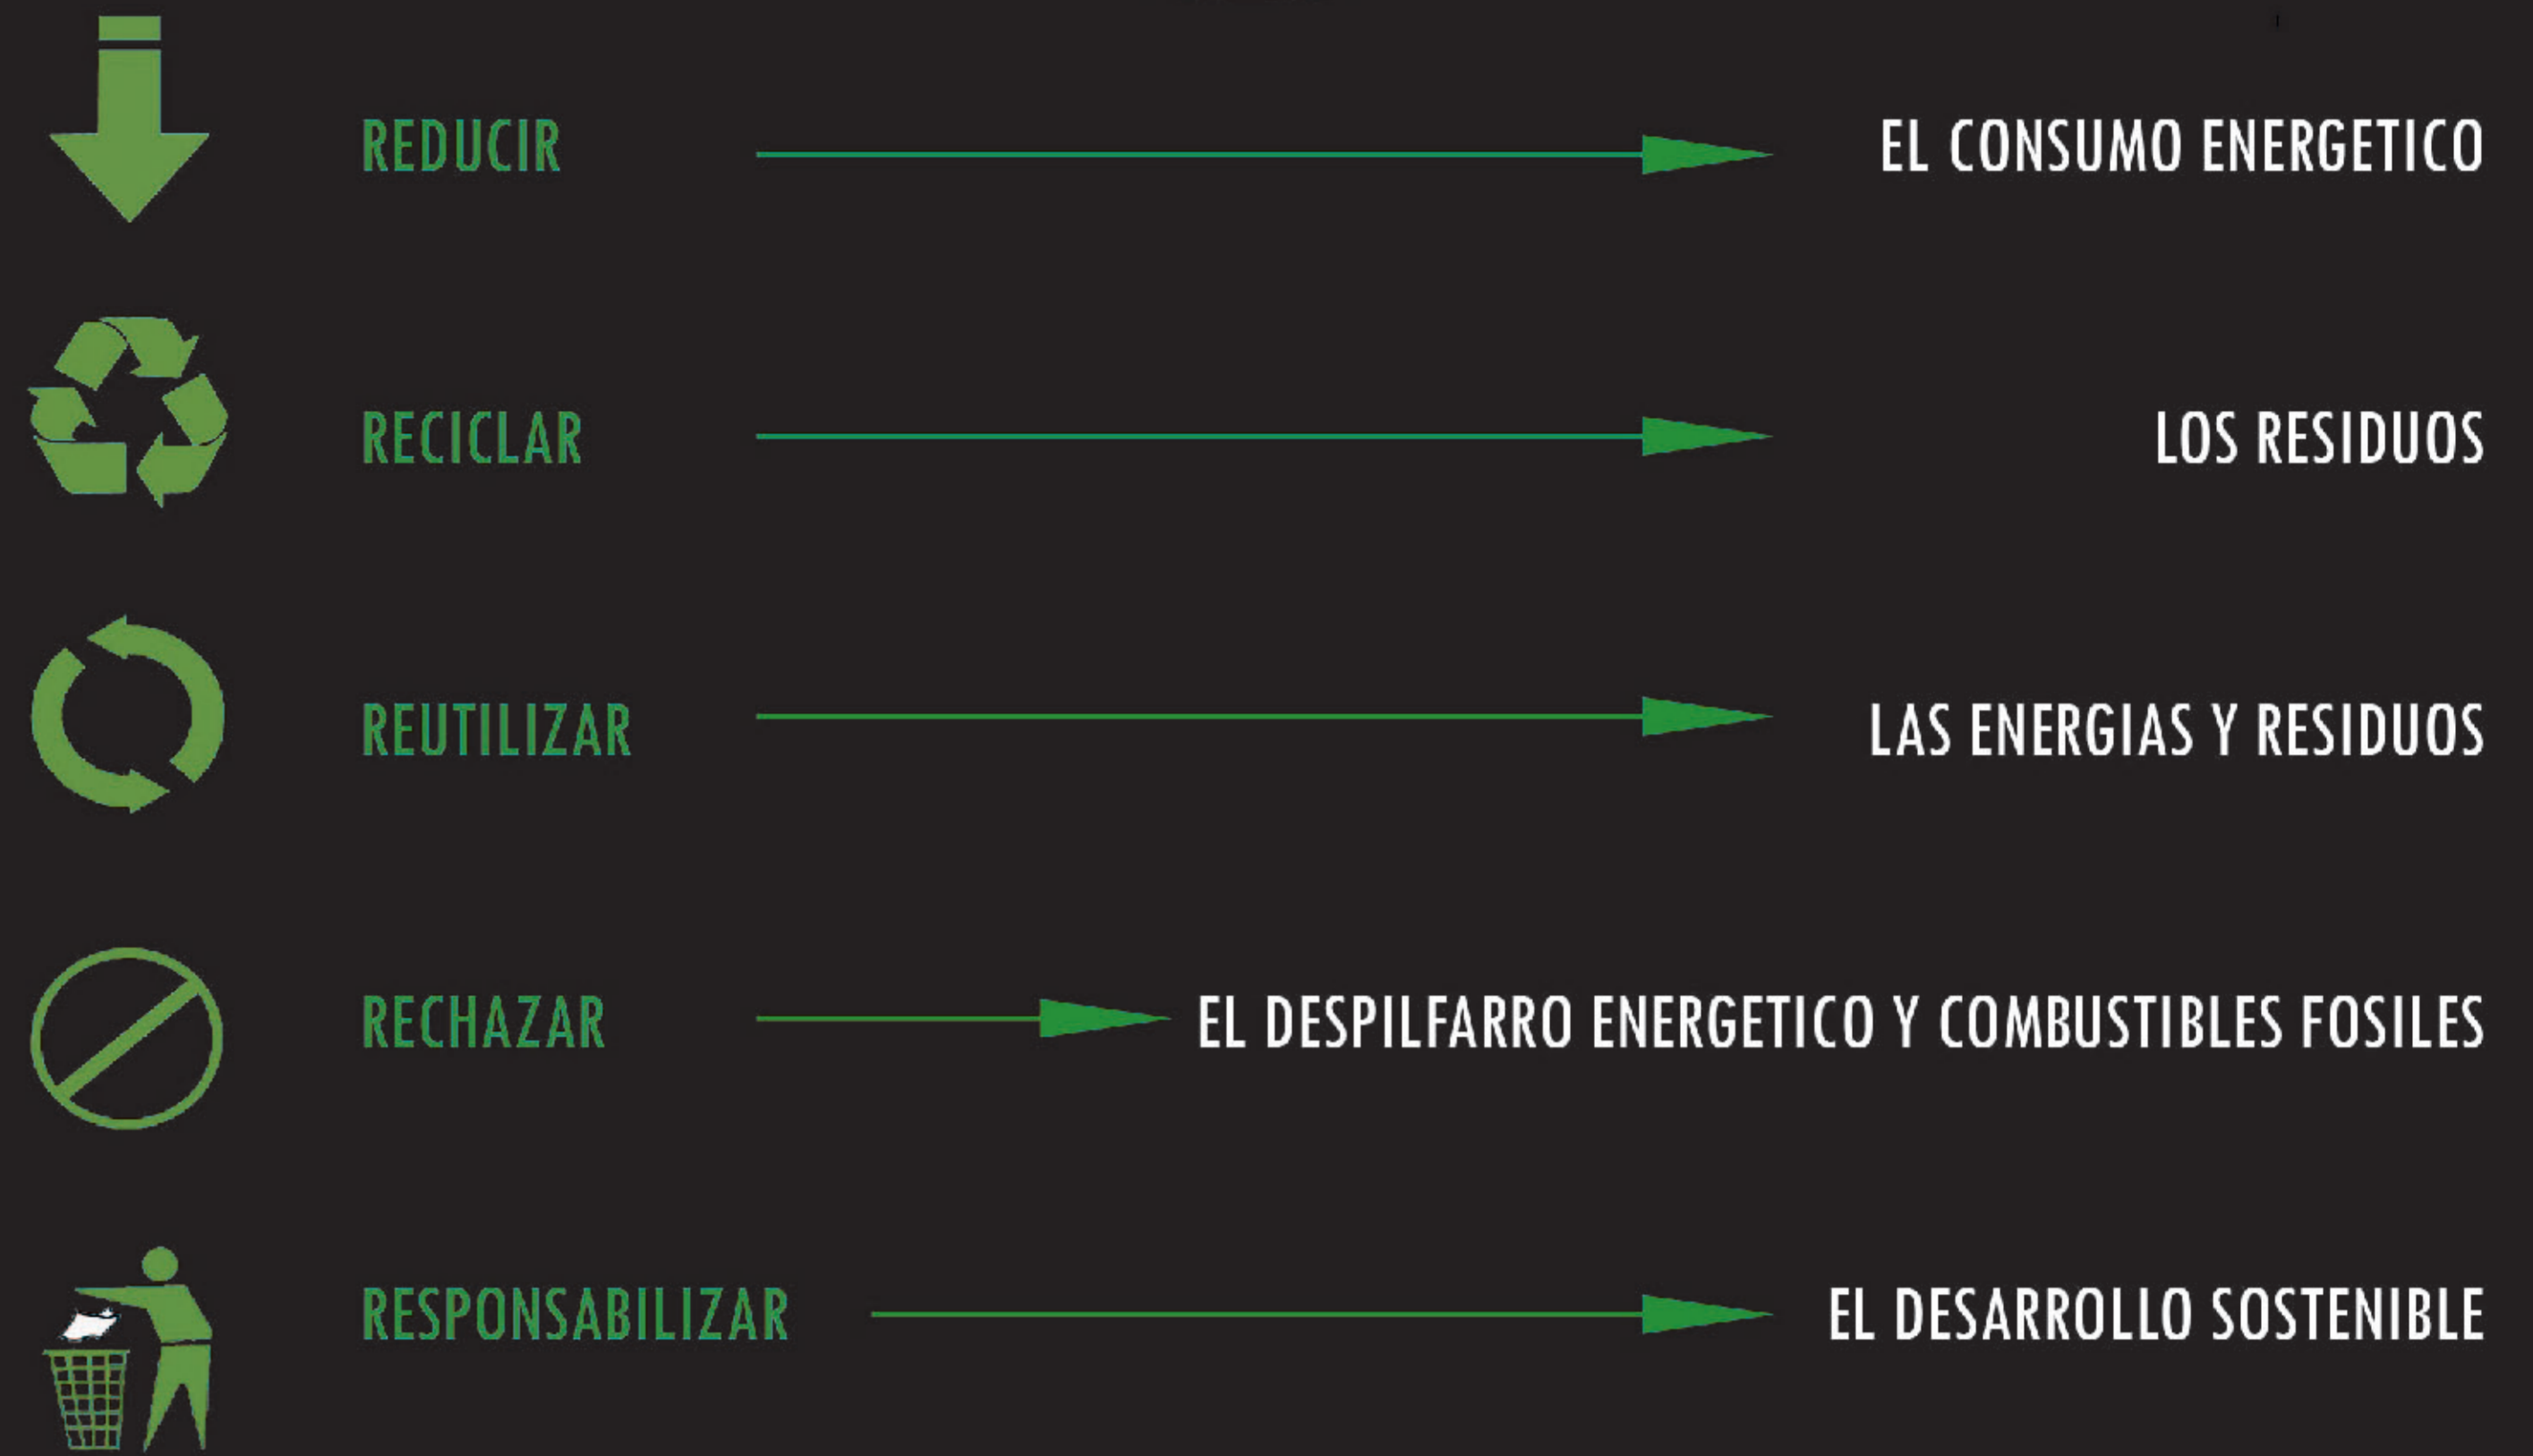 REDUCIR EL CONSUMO ENERGETICO
RECICLAR LOS RESIDUOS
REUTILIZAR LAS ENERGIAS Y RESIDUOS
RECHAZAR EL DESPILFARRO ENERGETICO Y COMBUSTIBLES FOSILES
RESPONSABILIZAR EL DESARROLLO SOSTENIBLE